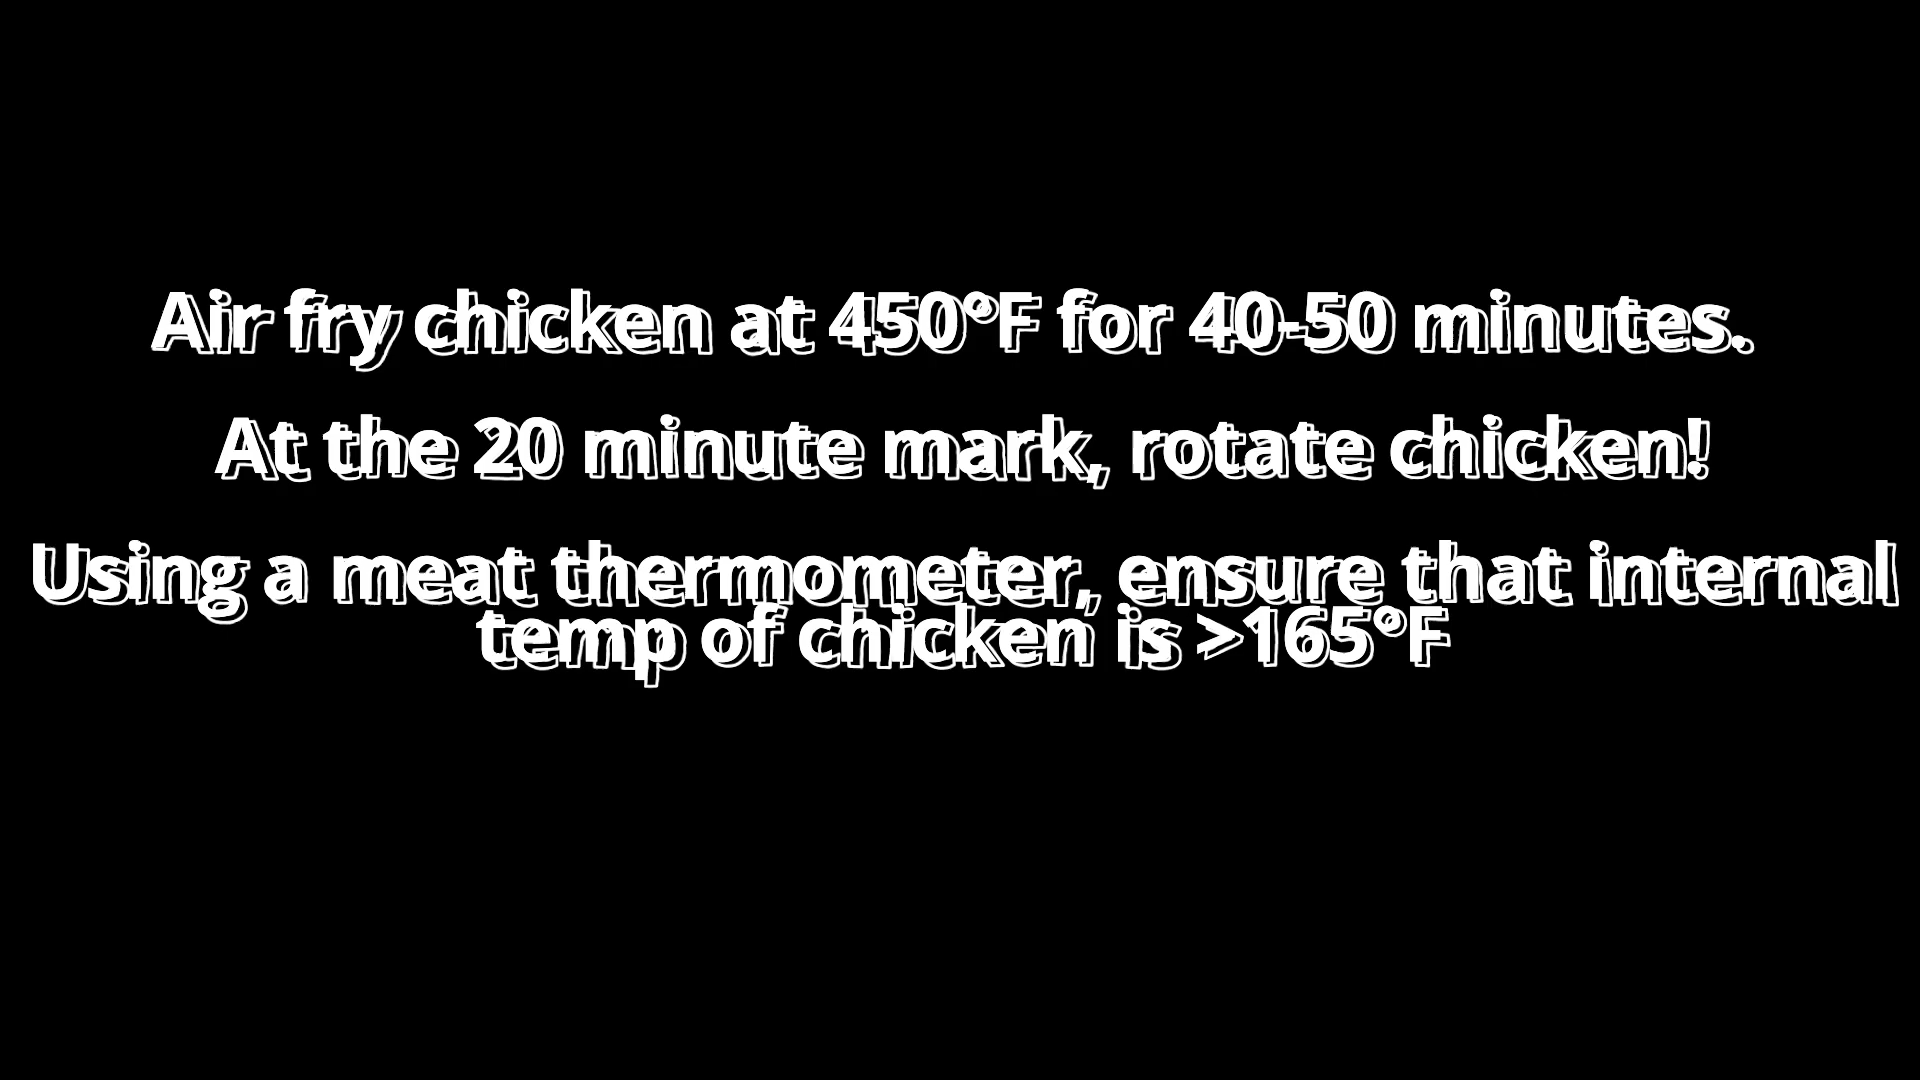 Air fry chicken at 450°F for 40-50 minutes.
At the 20 minute mark, rotate chicken!
Using a meat thermometer, ensure that internal
temp of chicken is >165°F